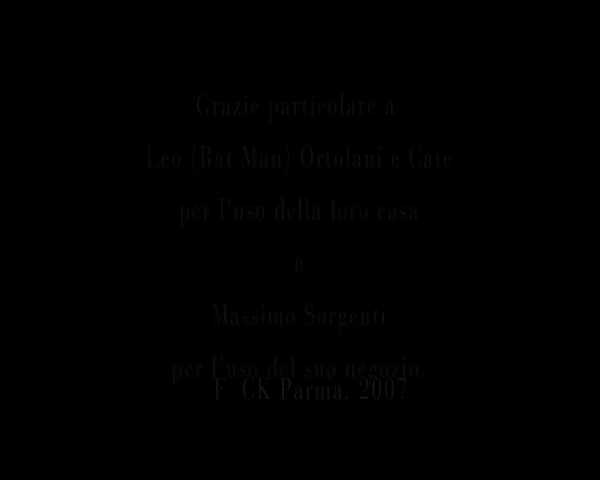 Grazie particolare a
Leo (Rat Man) Ortolani e Cate
per l'uso della loro casa
e
Massimo Sorgenti
per l'uso del suo negozio.
CK Parma, 2007